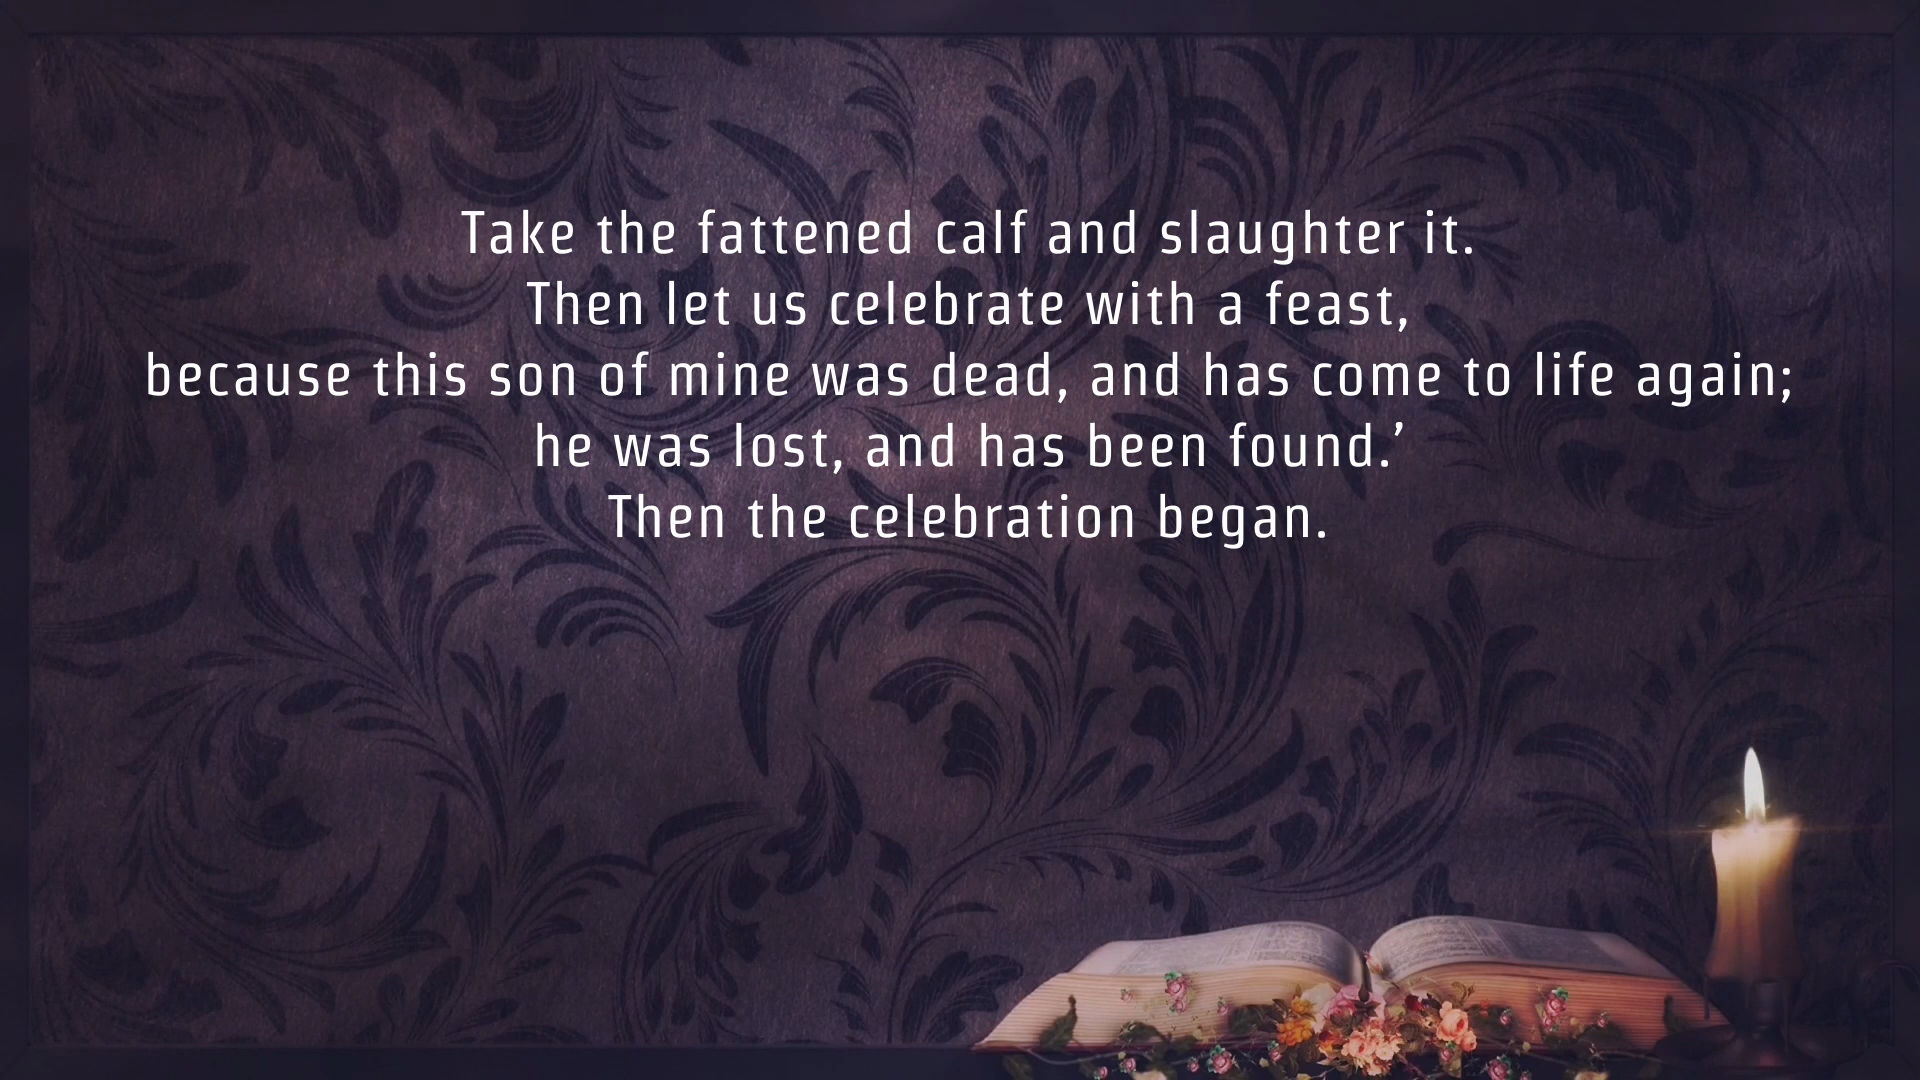 Take the fattened calf and slaughter it.
Then let us celebrate with a feast,
because this son of mine was dead, and has come to life again;
he was lost, and has been found.’
Then the celebration began.